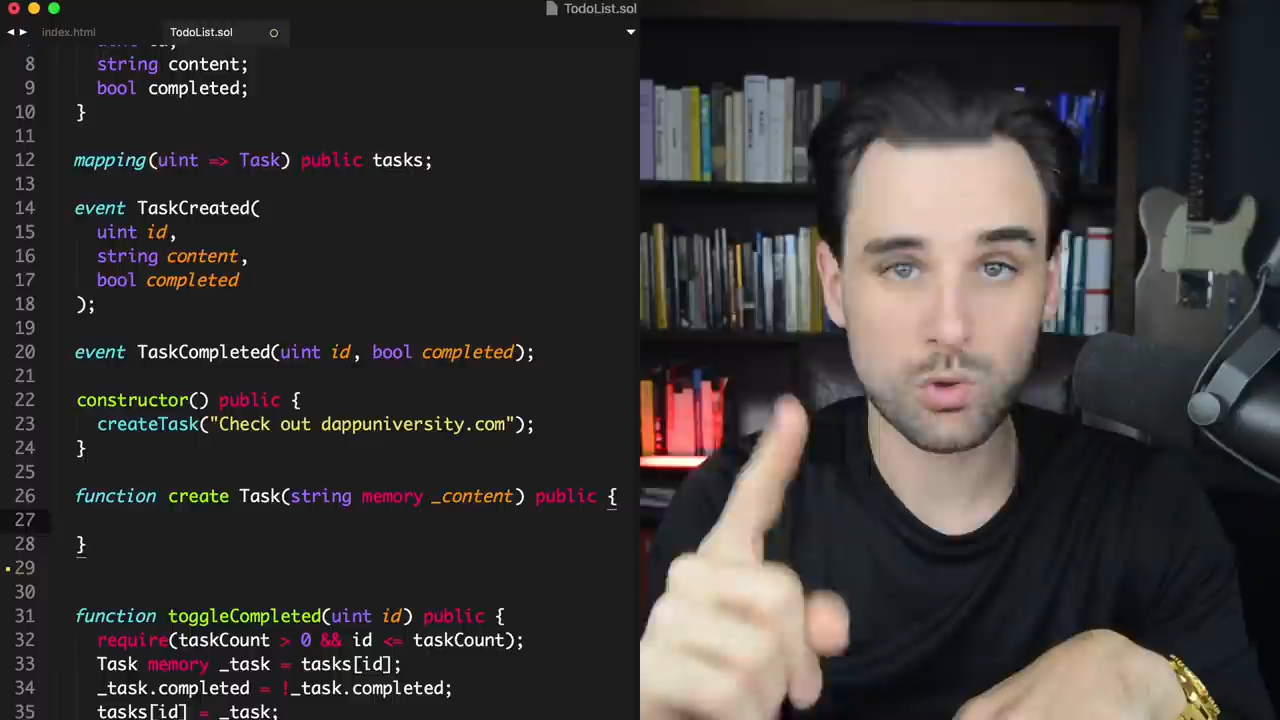 TodoList.sol
index.html
TodoList.sol
8 string content;
9 bool completed;
10 }
11
12 mapping(uint => Task) public tasks;
13
14 event TaskCreated(
15 uint id,
16 string content,
17 bool completed
18 );
19
20 event TaskCompleted(uint id, bool completed);
21
22 constructor() public {
23 createTask("Check out dappuniversity.com");
24 }
25
26 function create Task(string memory _content) public {
27
28 }
29
30
31 function toggleCompleted(uint id) public {
32 require(taskCount > 0 && id <= taskCount);
33 Task memory _task = tasks[id];
34 _task.completed = !_task.completed;
35 tasks[id] = _task;